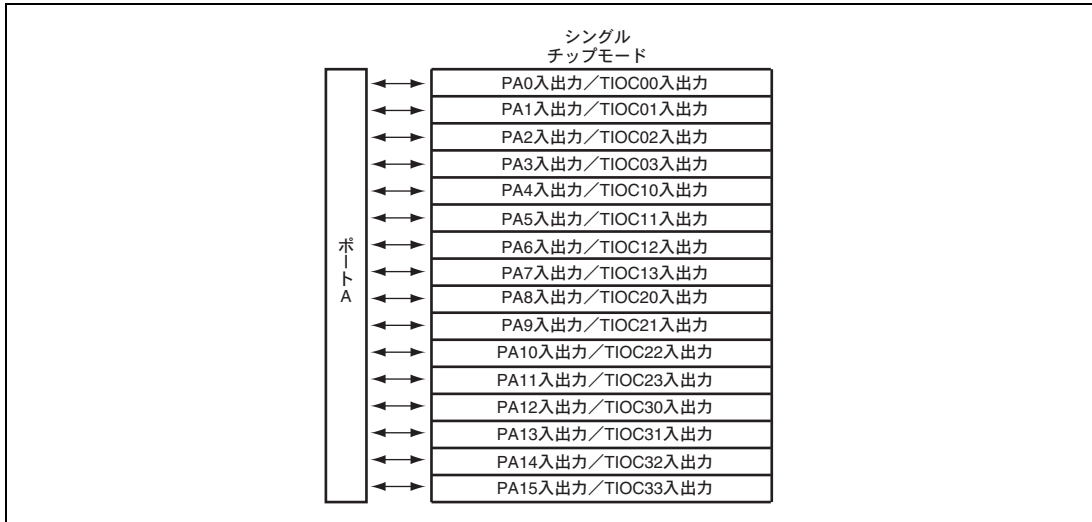 シングル
チップモード
ポートA
PA0入出力／TIOC00入出力
PA1入出力／TIOC01入出力
PA2入出力／TIOC02入出力
PA3入出力／TIOC03入出力
PA4入出力／TIOC10入出力
PA5入出力／TIOC11入出力
PA6入出力／TIOC12入出力
PA7入出力／TIOC13入出力
PA8入出力／TIOC20入出力
PA9入出力／TIOC21入出力
PA10入出力／TIOC22入出力
PA11入出力／TIOC23入出力
PA12入出力／TIOC30入出力
PA13入出力／TIOC31入出力
PA14入出力／TIOC32入出力
PA15入出力／TIOC33入出力